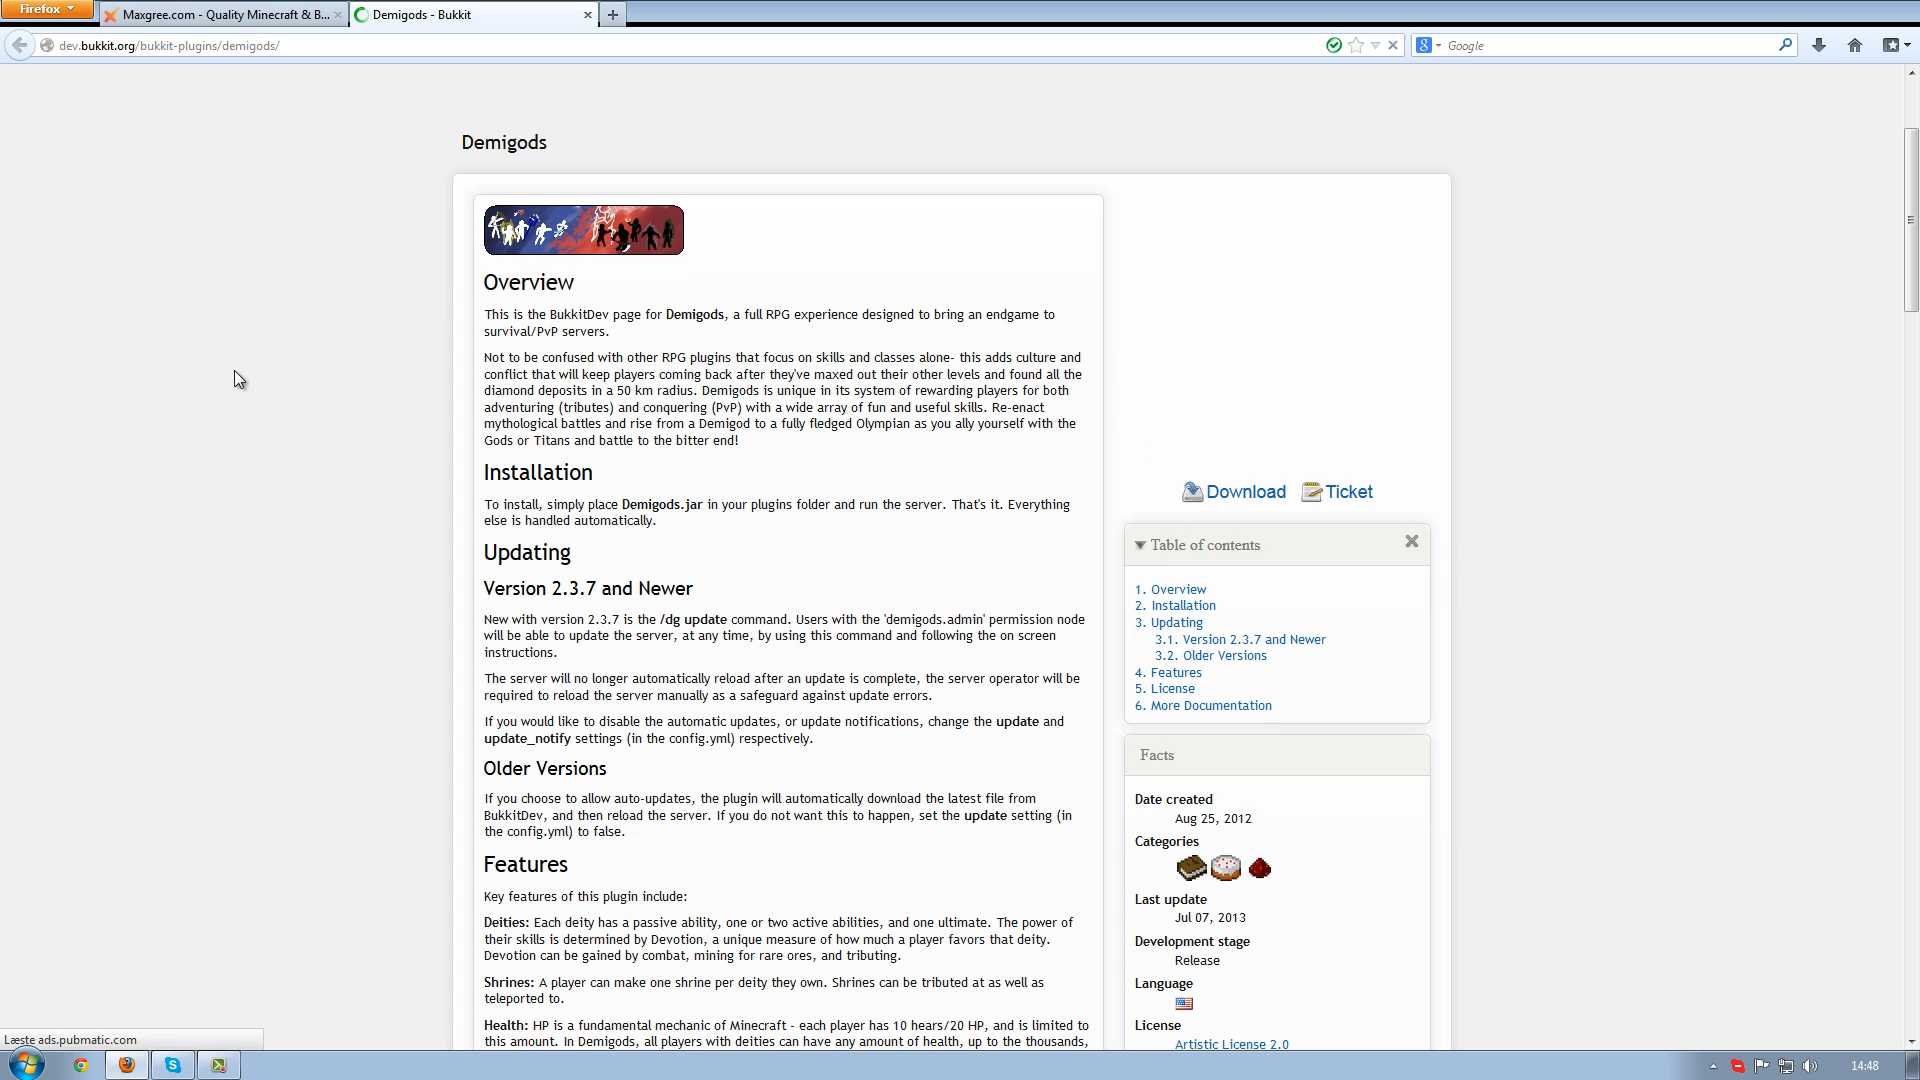 Firefox
Maxgree.com - Quality Minecraft & B...
Demigods - Bukkit
dev.bukkit.org/bukkit-plugins/demigods/
Google
Demigods
Overview
This is the BukkitDev page for Demigods, a full RPG experience designed to bring an endgame to
survival/PvP servers.
Not to be confused with other RPG plugins that focus on skills and classes alone- this adds culture and
conflict that will keep players coming back after they've maxed out their other levels and found all the
diamond deposits in a 50 km radius. Demigods is unique in its system of rewarding players for both
adventuring (tributes) and conquering (PvP) with a wide array of fun and useful skills. Re-enact
mythological battles and rise from a Demigod to a fully fledged Olympian as you ally yourself with the
Gods or Titans and battle to the bitter end!
Installation
To install, simply place Demigods.jar in your plugins folder and run the server. That's it. Everything
else is handled automatically.
Updating
Version 2.3.7 and Newer
New with version 2.3.7 is the /dg update command. Users with the 'demigods.admin' permission node
will be able to update the server, at any time, by using this command and following the on screen
instructions.
The server will no longer automatically reload after an update is complete, the server operator will be
required to reload the server manually as a safeguard against update errors.
If you would like to disable the automatic updates, or update notifications, change the update and
update_notify settings (in the config.yml) respectively.
Older Versions
If you choose to allow auto-updates, the plugin will automatically download the latest file from
BukkitDev, and then reload the server. If you do not want this to happen, set the update setting (in
the config.yml) to false.
Features
Key features of this plugin include:
Deities: Each deity has a passive ability, one or two active abilities, and one ultimate. The power of
their skills is determined by Devotion, a unique measure of how much a player favors that deity.
Devotion can be gained by combat, mining for rare ores, and tributing.
Shrines: A player can make one shrine per deity they own. Shrines can be tributed at as well as
teleported to.
Health: HP is a fundamental mechanic of Minecraft - each player has 10 hears/20 HP, and is limited to
this amount. In Demigods, all players with deities can have any amount of health, up to the thousands,
Download
Ticket
Table of contents
1. Overview
2. Installation
3. Updating
3.1. Version 2.3.7 and Newer
3.2. Older Versions
4. Features
5. License
6. More Documentation
Facts
Date created
Aug 25, 2012
Categories
Last update
Jul 07, 2013
Development stage
Release
Language
License
Artistic License 2.0
Læste ads.pubmatic.com
14:48